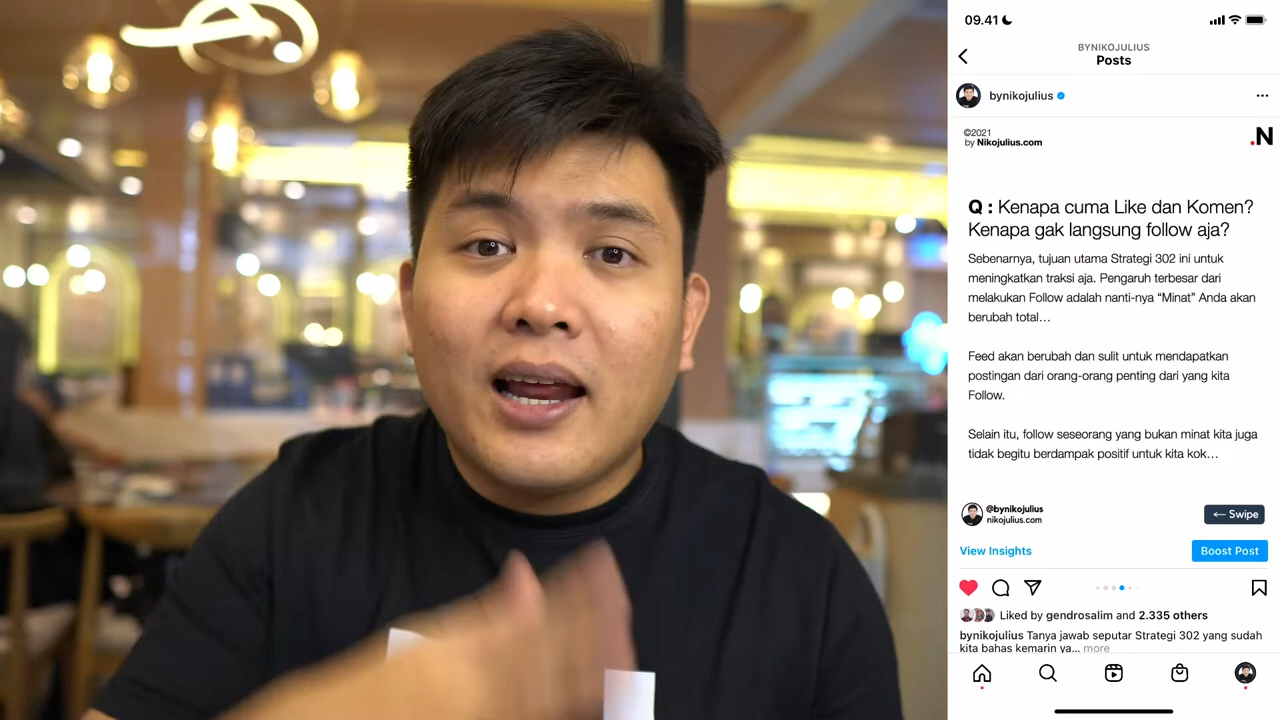 09.41
BYNIKOJULIUS
Posts
bynikojulius
©2021
by Nikojulius.com
.N
Q : Kenapa cuma Like dan Komen?
Kenapa gak langsung follow aja?
Sebenarnya, tujuan utama Strategi 302 ini untuk
meningkatkan traksi aja. Pengaruh terbesar dari
melakukan Follow adalah nanti-nya “Minat” Anda akan
berubah total...
Feed akan berubah dan sulit untuk mendapatkan
postingan dari orang-orang penting dari yang kita
Follow.
Selain itu, follow seseorang yang bukan minat kita juga
tidak begitu berdampak positif untuk kita kok...
@bynikojulius
nikojulius.com
← Swipe
View Insights
Boost Post
Liked by gendrosalim and 2.335 others
bynikojulius Tanya jawab seputar Strategi 302 yang sudah
kita bahas kemarin ya... more